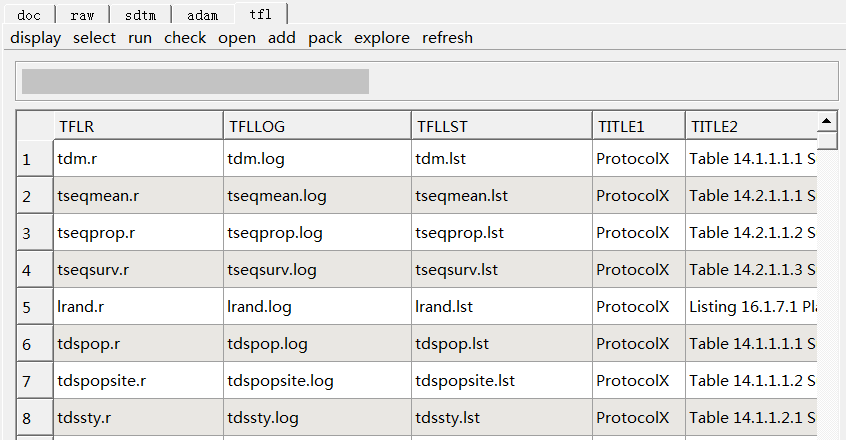 doc raw sdtm adam tfl
display select run check open add pack explore refresh
TFLR TFLLOG TFLLST TITLE1 TITLE2
1 tdm.r tdm.log tdm.lst ProtocolX Table 14.1.1.1.1 S
2 tseqmean.r tseqmean.log tseqmean.lst ProtocolX Table 14.2.1.1.1 S
3 tseqprop.r tseqprop.log tseqprop.lst ProtocolX Table 14.2.1.1.2 S
4 tseqsurv.r tseqsurv.log tseqsurv.lst ProtocolX Table 14.2.1.1.3 S
5 lrand.r lrand.log lrand.lst ProtocolX Listing 16.1.7.1 Pla
6 tdspop.r tdspop.log tdspop.lst ProtocolX Table 14.1.1.1.1 S
7 tdspopsite.r tdspopsite.log tdspopsite.lst ProtocolX Table 14.1.1.1.2 S
8 tdssty.r tdssty.log tdssty.lst ProtocolX Table 14.1.1.2.1 S